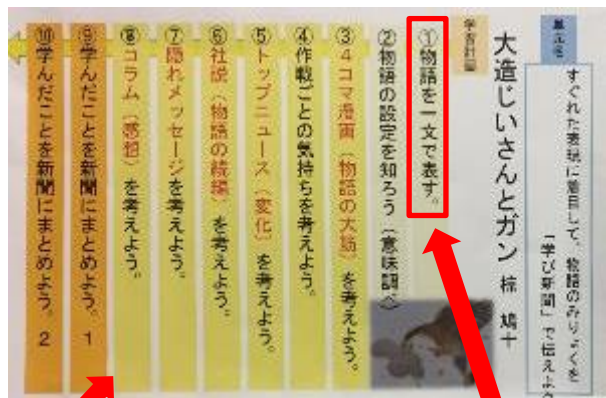 単元名
すぐれた表現に着目して、物語のみりょくを
「学び新聞」で伝えよう
大造じいさんとガン 椋 鳩十
学習計画
①物語を一文で表す。
②物語の設定を知ろう（意味調べ）
③４コマ漫画（物語の大筋）を考えよう。
④作戦ごとの気持ちを考えよう。
⑤トップニュース（変化）を考えよう。
⑥社説（物語の続編）を考えよう。
⑦隠れメッセージを考えよう。
⑧コラム（感想）を考えよう。
⑨学んだことを新聞にまとめよう。１
⑩学んだことを新聞にまとめよう。２